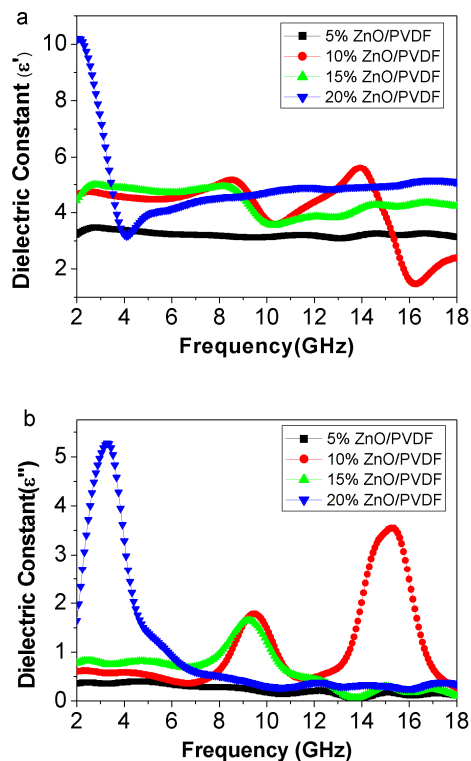 a
5% ZnO/PVDF
10% ZnO/PVDF
15% ZnO/PVDF
20% ZnO/PVDF
Dielectric Constant (ε')
10
8
6
4
2
2 4 6 8 10 12 14 16 18
Frequency(GHz)
b
5% ZnO/PVDF
10% ZnO/PVDF
15% ZnO/PVDF
20% ZnO/PVDF
Dielectric Constant(ε")
5
4
3
2
1
0
2 4 6 8 10 12 14 16 18
Frequency (GHz)